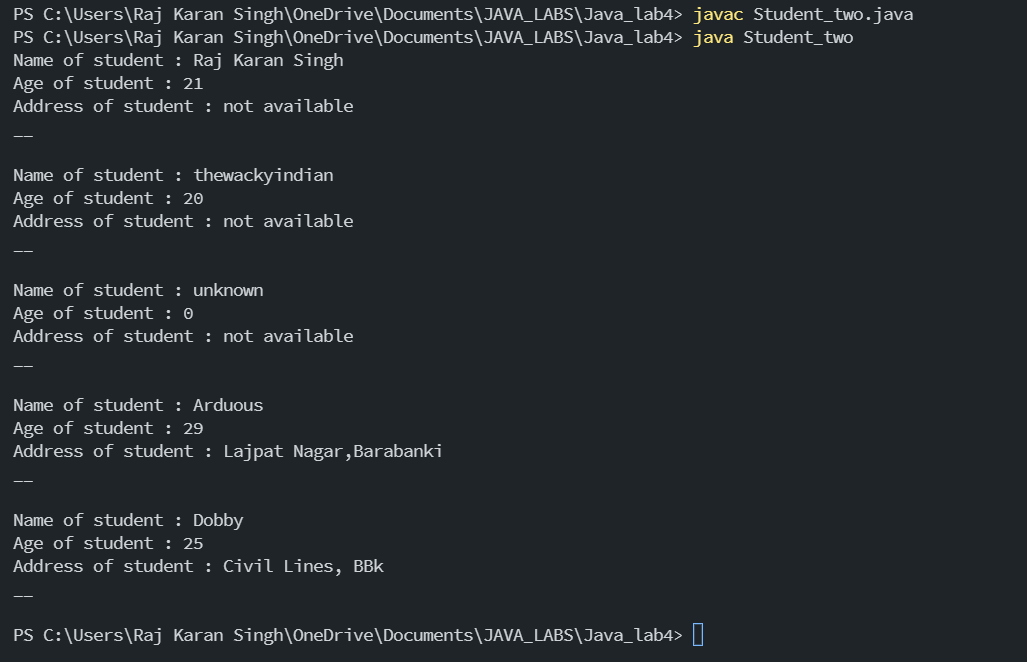 PS C:\Users\Raj Karan Singh\OneDrive\Documents\JAVA_LABS\Java_lab4> javac Student_two.java
PS C:\Users\Raj Karan Singh\OneDrive\Documents\JAVA_LABS\Java_lab4> java Student_two
Name of student : Raj Karan Singh
Age of student : 21
Address of student : not available
__
Name of student : thewackyindian
Age of student : 20
Address of student : not available
__
Name of student : unknown
Age of student : 0
Address of student : not available
__
Name of student : Arduous
Age of student : 29
Address of student : Lajpat Nagar,Barabanki
__
Name of student : Dobby
Age of student : 25
Address of student : Civil Lines, BBk
__
PS C:\Users\Raj Karan Singh\OneDrive\Documents\JAVA_LABS\Java_lab4>